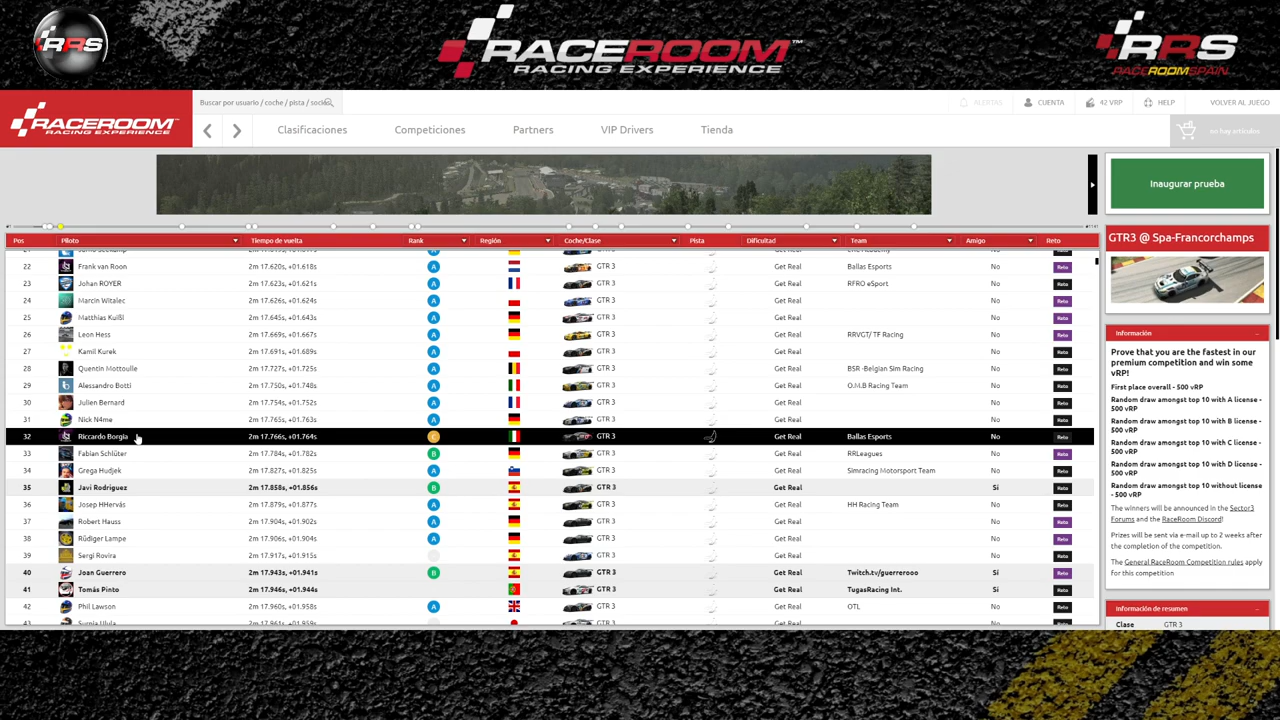 RRS
RACEROOM™
RACING EXPERIENCE
RRS
RACEROOMSPAIN
RACEROOM™
RACING EXPERIENCE
Buscar por usuario / coche / pista / social
ALERTAS
CUENTA
42 VRP
HELP
VOLVER AL JUEGO
Clasificaciones
Competiciones
Partners
VIP Drivers
Tienda
no hay artículos
Inaugurar prueba
Pos Piloto Tiempo de vuelta Rank Región Coche/Clase Pista Dificultad Team Amigo Reto
22 Frank van Roon 2m 17.620s, +01.618s A GTR 3 Get Real Ballas Esports No Reto
23 Johan ROYER 2m 17.623s, +01.621s A GTR 3 Get Real RFRO eSport No Reto
24 Marcin Witalec 2m 17.626s, +01.624s A GTR 3 Get Real No Reto
25 Matthias Kuißl 2m 17.645s, +01.643s A GTR 3 Get Real No Reto
26 Leon Hess 2m 17.669s, +01.667s A GTR 3 Get Real RRVGT/ TF Racing No Reto
27 Kamil Kurek 2m 17.691s, +01.689s A GTR 3 Get Real No Reto
28 Quentin Mottoulle 2m 17.727s, +01.725s A GTR 3 Get Real BSR -Belgian Sim Racing No Reto
29 Alessandro Botti 2m 17.750s, +01.748s A GTR 3 Get Real O.M.B Racing Team No Reto
30 Julien Bernard 2m 17.754s, +01.752s A GTR 3 Get Real No Reto
31 Nick N4me 2m 17.765s, +01.763s A GTR 3 Get Real No Reto
32 Riccardo Borgia 2m 17.766s, +01.764s C GTR 3 Get Real Ballas Esports No Reto
33 Fabian Schlüter 2m 17.784s, +01.782s B GTR 3 Get Real RRLeagues No Reto
34 Grega Hudjek 2m 17.827s, +01.825s A GTR 3 Get Real Simracing Motorsport Team No Reto
35 Javi Rodriguez 2m 17.858s, +01.856s B GTR 3 Get Real Sí Reto
36 Josep HHervás 2m 17.879s, +01.877s A GTR 3 Get Real HH Racing Team No Reto
37 Robert Hauss 2m 17.904s, +01.902s A GTR 3 Get Real No Reto
38 Rüdiger Lampe 2m 17.906s, +01.904s A GTR 3 Get Real No Reto
39 Sergi Rovira 2m 17.917s, +01.915s GTR 3 Get Real No Reto
40 Joan Guerrero 2m 17.943s, +01.941s B GTR 3 Get Real Twitch.tv/guerrerooo Sí Reto
41 Tomás Pinto 2m 17.946s, +01.944s GTR 3 Get Real TugasRacing Int. Sí Reto
42 Phil Lawson 2m 17.960s, +01.958s A GTR 3 Get Real OTL No Reto
GTR3 @ Spa-Francorchamps
Información
Prove that you are the fastest in our
premium competition and win some
vRP!
First place overall - 500 vRP
Random draw amongst top 10 with A license -
500 vRP
Random draw amongst top 10 with B license -
500 vRP
Random draw amongst top 10 with C license -
500 vRP
Random draw amongst top 10 with D license -
500 vRP
Random draw amongst top 10 without license
- 500 vRP
The winners will be announced in the Sector3
Forums and the RaceRoom Discord!
Prizes will be sent via e-mail up to 2 weeks after
the completion of the competition.
The General RaceRoom Competition rules apply
for this competition
Información de resumen
Clase GTR 3